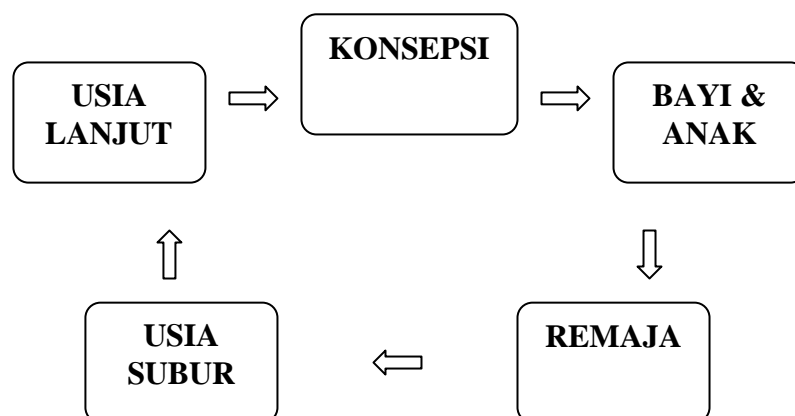 KONSEPSI
USIA
LANJUT
BAYI &
ANAK
USIA
SUBUR
REMAJA